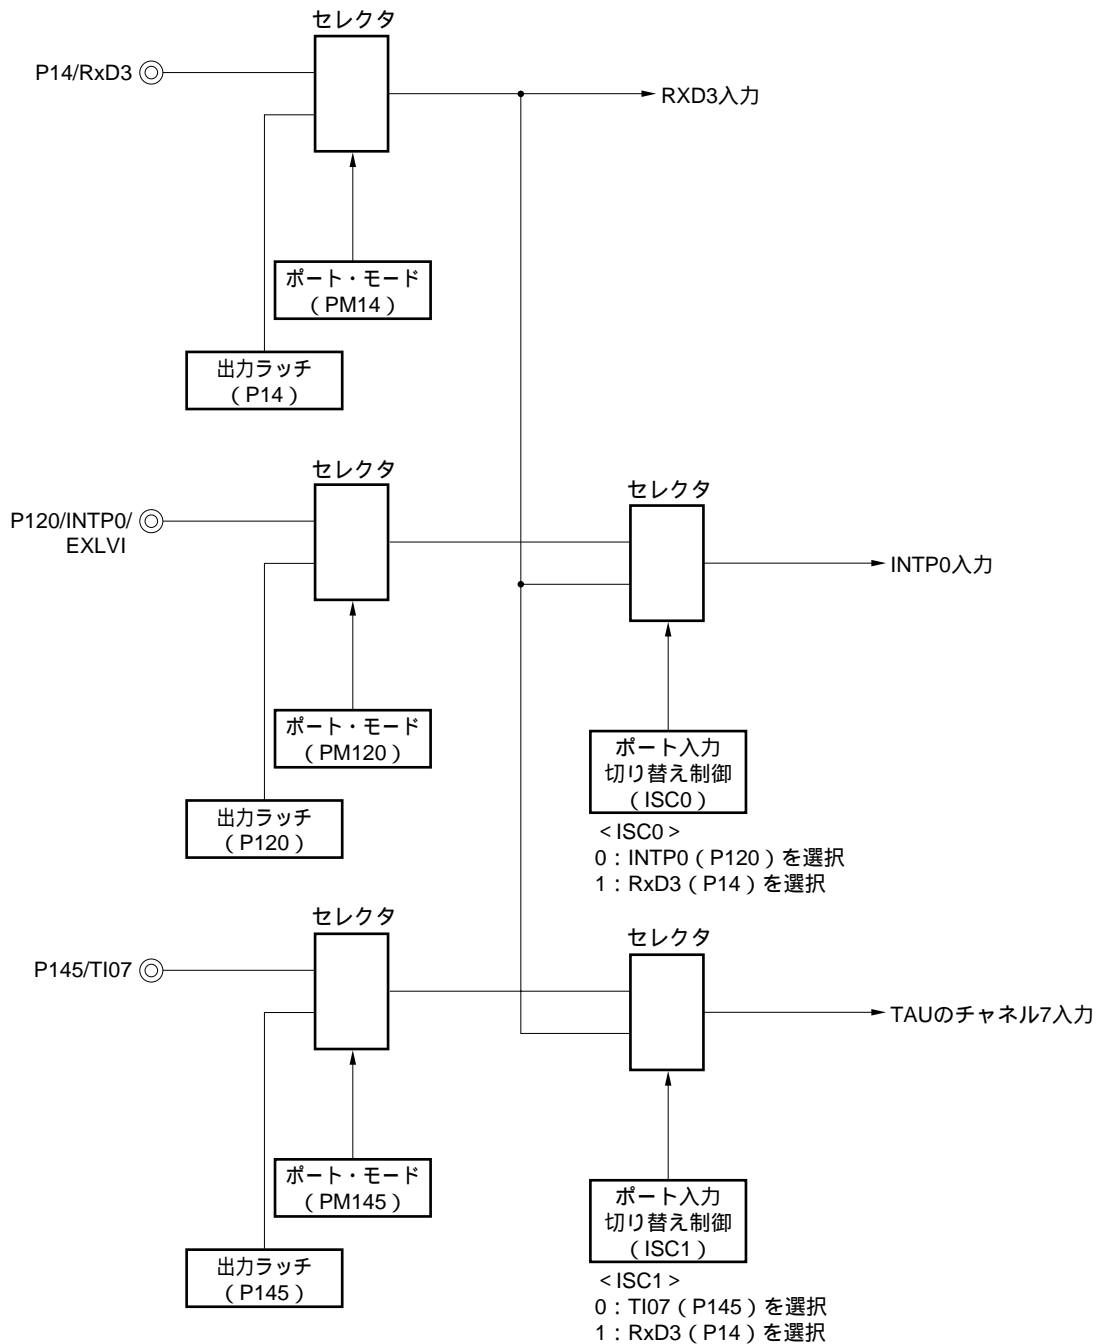 セレクタ
P14/RxD3
RXD3入力
ポート・モード
(PM14)
出力ラッチ
(P14)
セレクタ
P120/INTP0/
EXLVI
セレクタ
INTP0入力
ポート・モード
(PM120)
出力ラッチ
(P120)
ポート入力
切り替え制御
(ISC0)
<ISC0>
0:INTP0(P120)を選択
1:RxD3(P14)を選択
セレクタ
P145/TI07
セレクタ
TAUのチャネル7入力
ポート・モード
(PM145)
出力ラッチ
(P145)
ポート入力
切り替え制御
(ISC1)
<ISC1>
0:TI07(P145)を選択
1:RxD3(P14)を選択